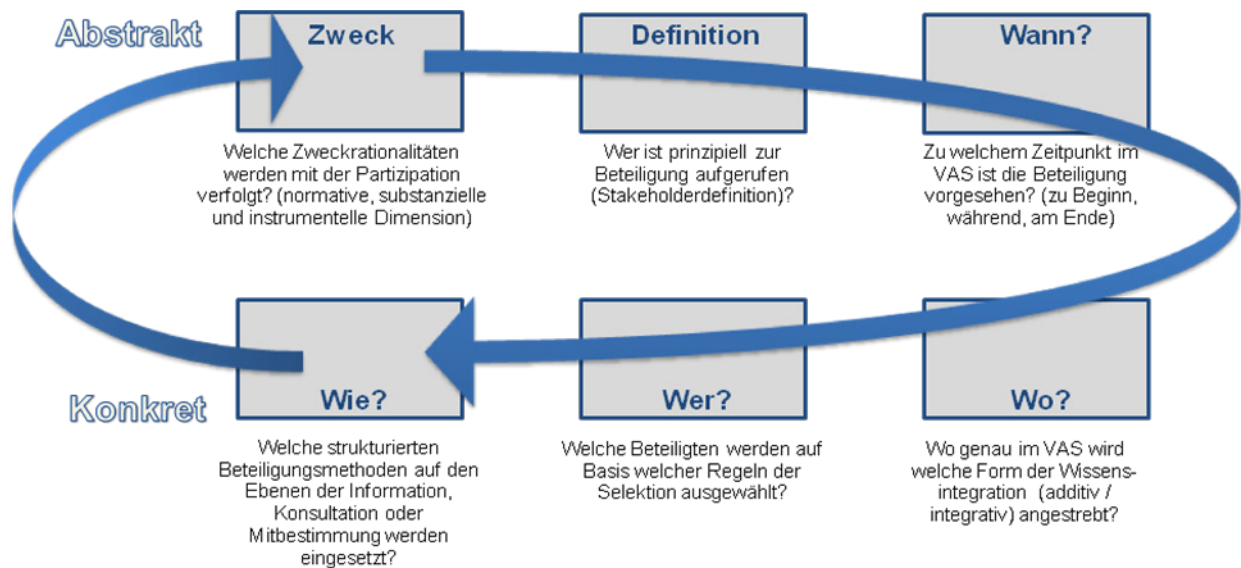 Abstrakt
Zweck
Definition
Wann?
Welche Zweckrationalitäten
werden mit der Partizipation
verfolgt? (normative, substanzielle
und instrumentelle Dimension)
Wer ist prinzipiell zur
Beteiligung aufgerufen
(Stakeholderdefinition)?
Zu welchem Zeitpunkt im
VAS ist die Beteiligung
vorgesehen? (zu Beginn,
während, am Ende)
Konkret
Wie?
Wer?
Wo?
Welche strukturierten
Beteiligungsmethoden auf den
Ebenen der Information,
Konsultation oder
Mitbestimmung werden
eingesetzt?
Welche Beteiligten werden auf
Basis welcher Regeln der
Selektion ausgewählt?
Wo genau im VAS wird
welche Form der Wissens-
integration (additiv /
integrativ) angestrebt?